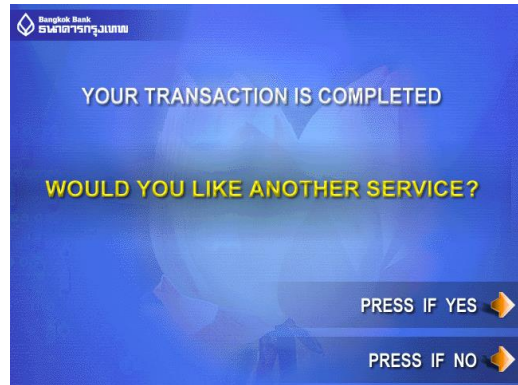 Bangkok Bank
ธนาคารกรุงเทพ
YOUR TRANSACTION IS COMPLETED
WOULD YOU LIKE ANOTHER SERVICE?
PRESS IF YES
PRESS IF NO